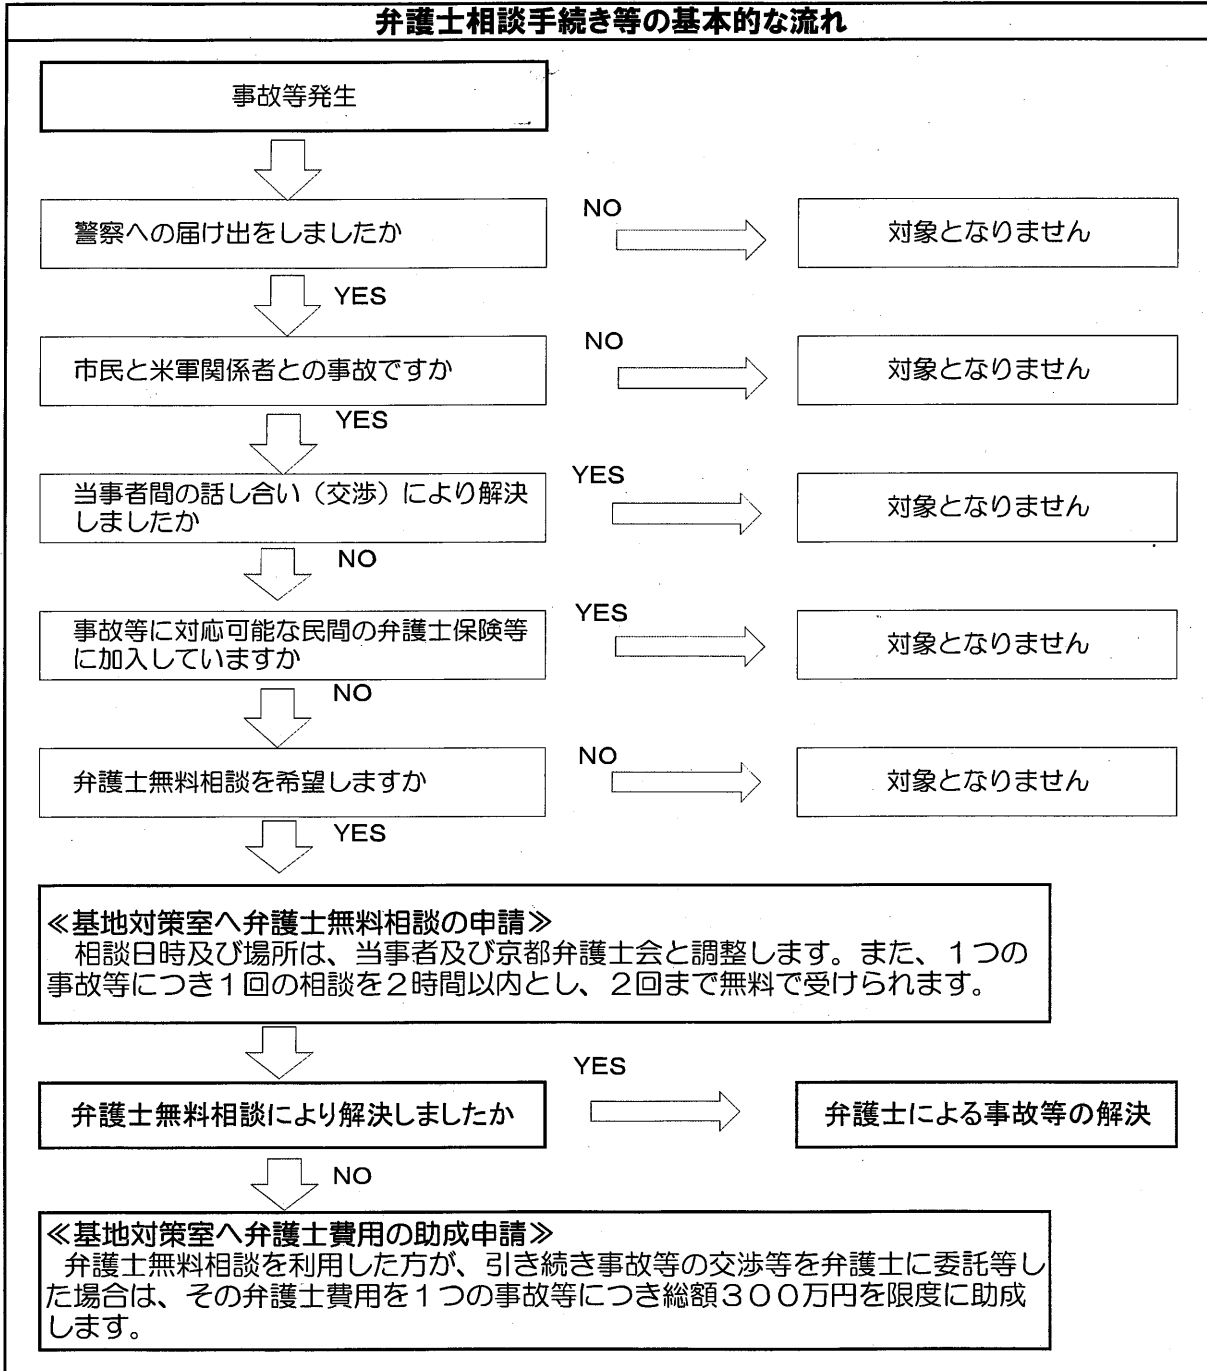 弁護士相談手続き等の基本的な流れ
事故等発生
警察への届け出をしましたか
NO
対象となりません
YES
市民と米軍関係者との事故ですか
NO
対象となりません
YES
当事者間の話し合い（交渉）により解決
しましたか
YES
対象となりません
NO
事故等に対応可能な民間の弁護士保険等
に加入していますか
YES
対象となりません
NO
弁護士無料相談を希望しますか
NO
対象となりません
YES
≪基地対策室へ弁護士無料相談の申請≫
相談日時及び場所は、当事者及び京都弁護士会と調整します。また、１つの
事故等につき１回の相談を２時間以内とし、２回まで無料で受けられます。
弁護士無料相談により解決しましたか
YES
弁護士による事故等の解決
NO
≪基地対策室へ弁護士費用の助成申請≫
弁護士無料相談を利用した方が、引き続き事故等の交渉等を弁護士に委託等し
た場合は、その弁護士費用を１つの事故等につき総額３００万円を限度に助成
します。